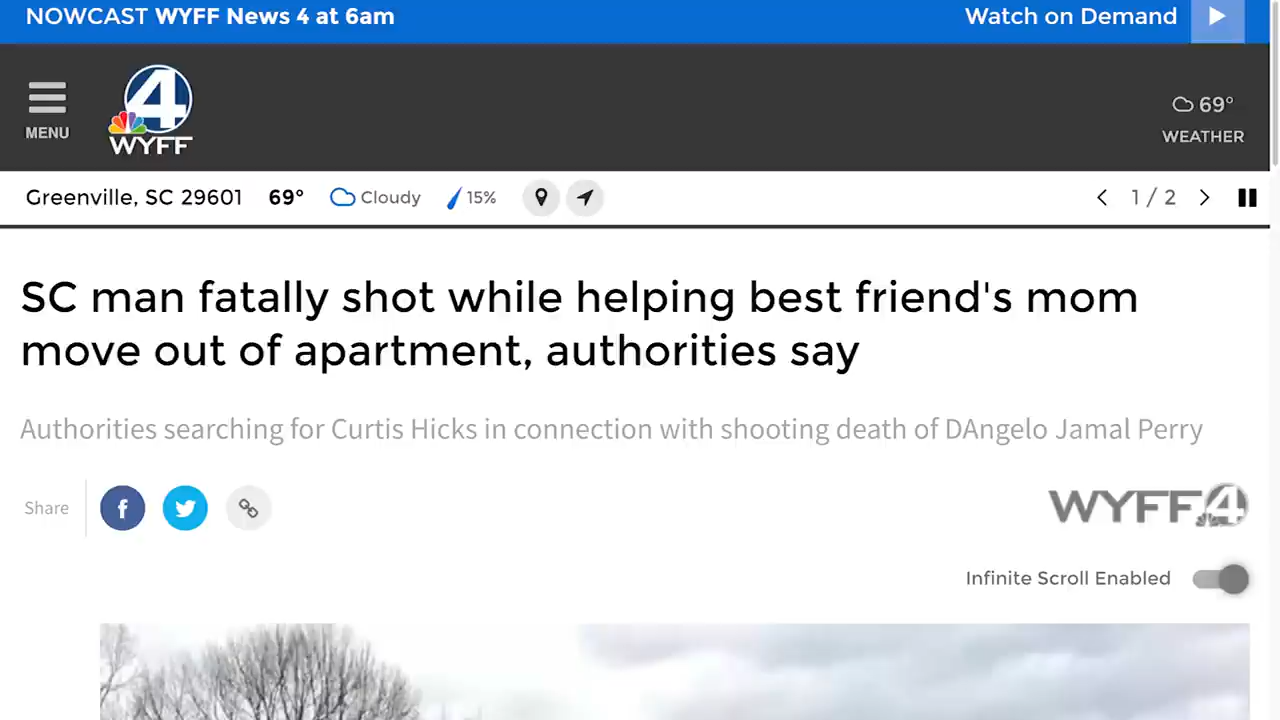 NOWCAST WYFF News 4 at 6am
Watch on Demand
MENU
4
WYFF
69°
WEATHER
Greenville, SC 29601 69° Cloudy 15%
1 / 2
SC man fatally shot while helping best friend's mom
move out of apartment, authorities say
Authorities searching for Curtis Hicks in connection with shooting death of DAngelo Jamal Perry
Share
f
WYFF 4
Infinite Scroll Enabled